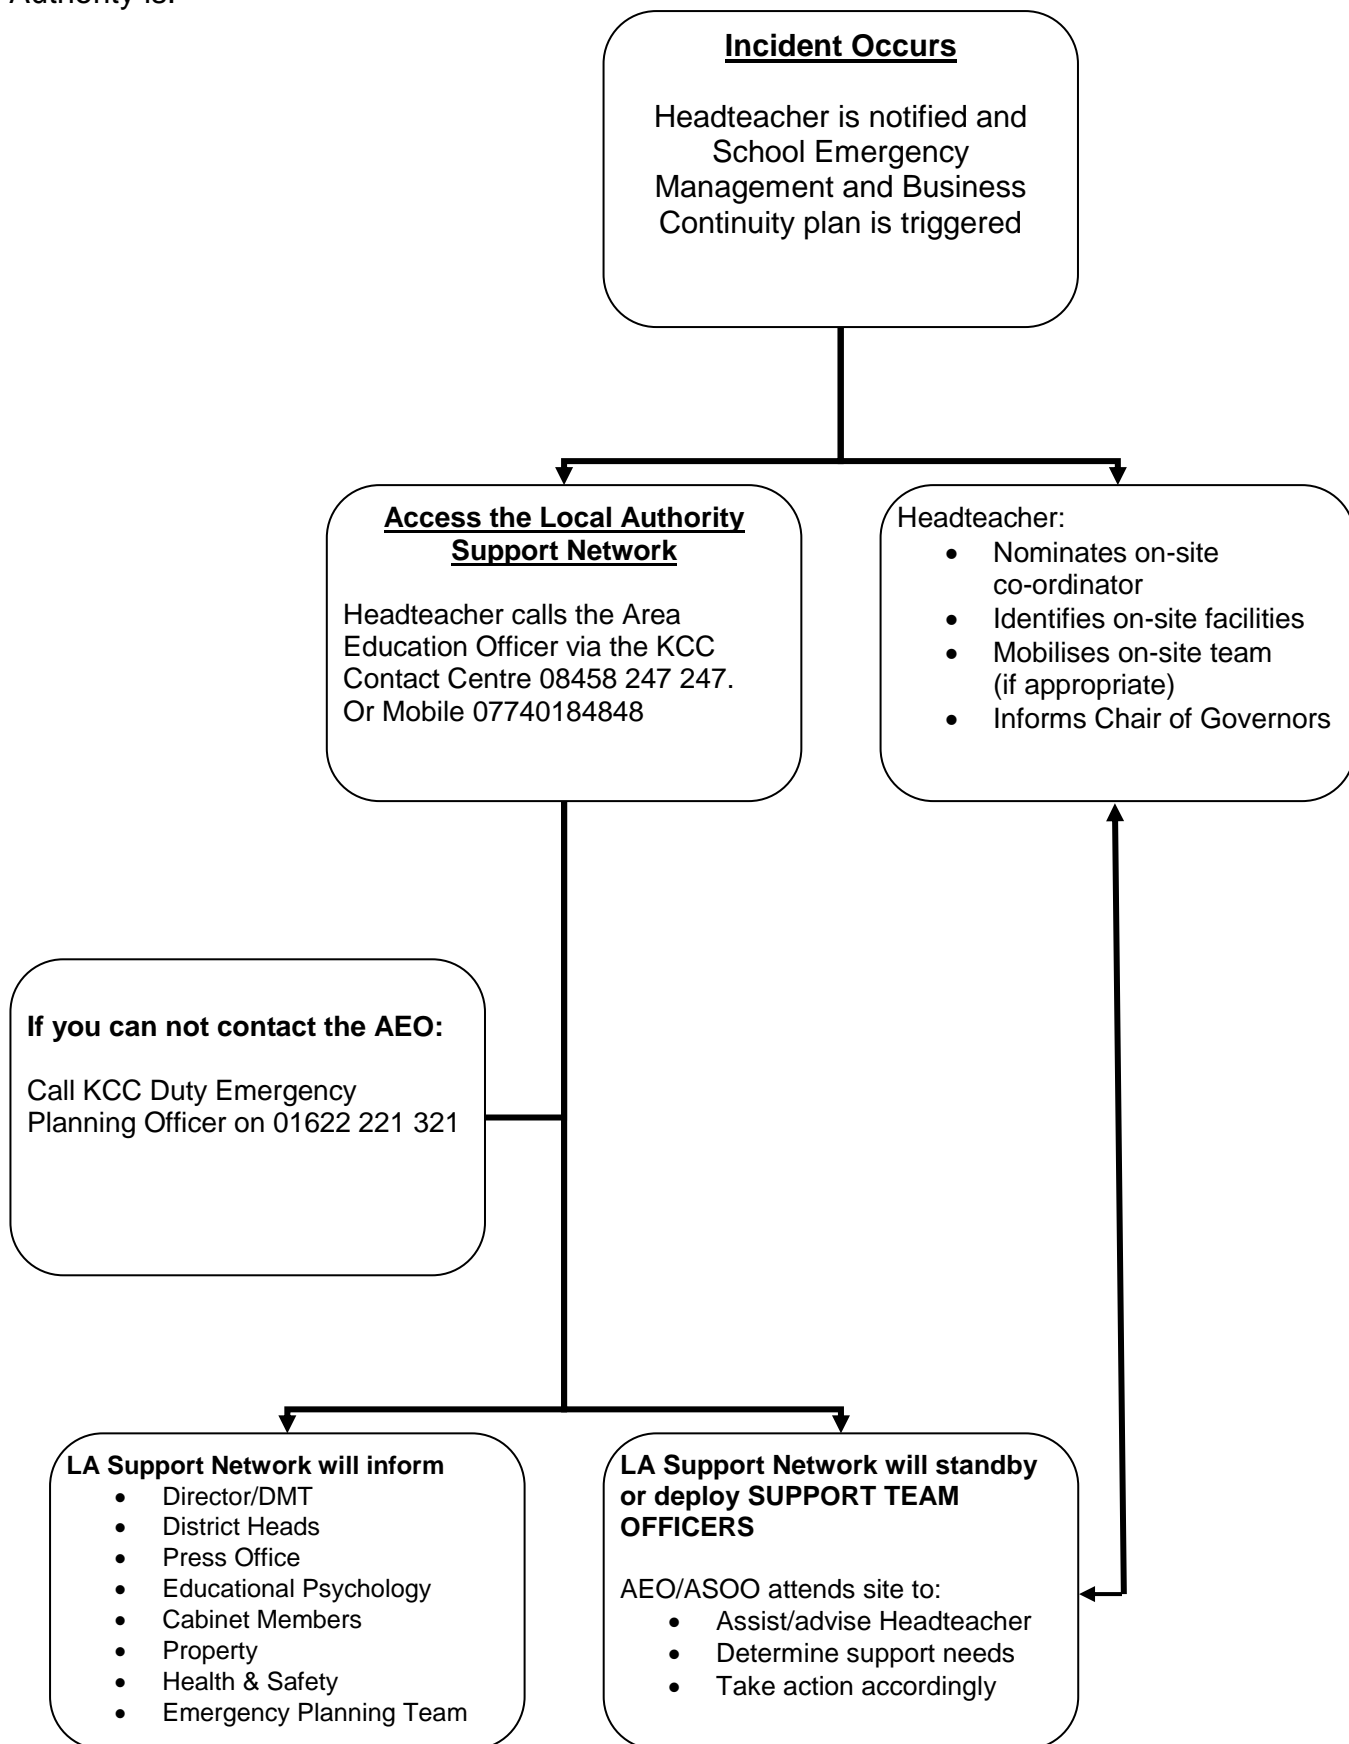 Authority is:
Incident Occurs
Headteacher is notified and
School Emergency
Management and Business
Continuity plan is triggered
Access the Local Authority
Support Network
Headteacher calls the Area
Education Officer via the KCC
Contact Centre 08458 247 247.
Or Mobile 07740184848
Headteacher:
• Nominates on-site
co-ordinator
• Identifies on-site facilities
• Mobilises on-site team
(if appropriate)
• Informs Chair of Governors
If you can not contact the AEO:
Call KCC Duty Emergency
Planning Officer on 01622 221 321
LA Support Network will inform
• Director/DMT
• District Heads
• Press Office
• Educational Psychology
• Cabinet Members
• Property
• Health & Safety
• Emergency Planning Team
LA Support Network will standby
or deploy SUPPORT TEAM
OFFICERS
AEO/ASOO attends site to:
• Assist/advise Headteacher
• Determine support needs
• Take action accordingly